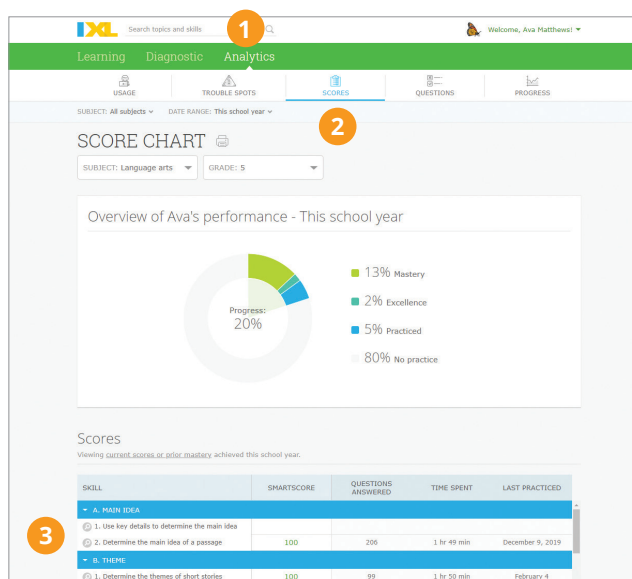 IXL Search topics and skills 1 Welcome, Ava Matthews!
Learning Diagnostic Analytics
USAGE TROUBLE SPOTS SCORES QUESTIONS PROGRESS
SUBJECT: All subjects DATE RANGE: This school year
2
SCORE CHART
SUBJECT: Language arts GRADE: 5
Overview of Ava's performance - This school year
13% Mastery
2% Excellence
Progress:
20%
5% Practiced
80% No practice
Scores
Viewing current scores or prior mastery achieved this school year.
SKILL SMARTSCORE QUESTIONS ANSWERED TIME SPENT LAST PRACTICED
A. MAIN IDEA
1. Use key details to determine the main idea
3
2. Determine the main idea of a passage 100 206 1 hr 49 min December 9, 2019
B. THEME
1. Determine the themes of short stories 100 99 1 hr 50 min February 4